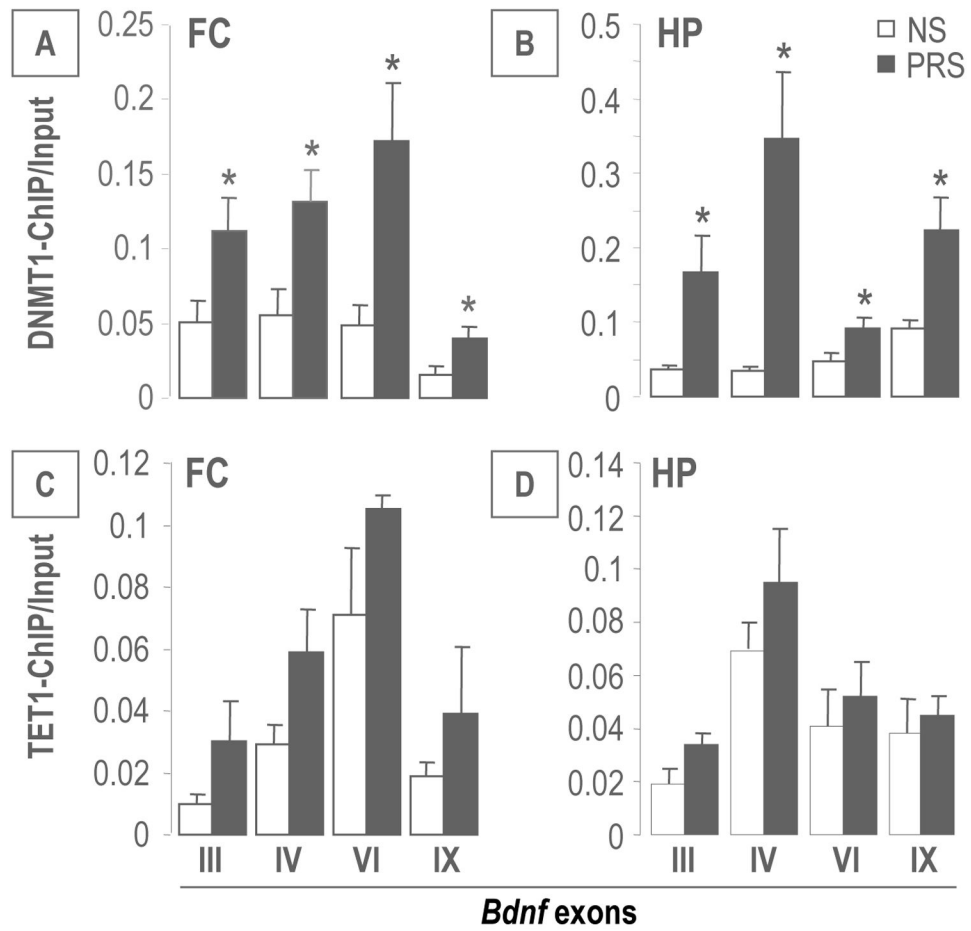 A
FC
DNMT1-ChIP/Input
0.25
0.2
0.15
0.1
0.05
0
*
*
*
*
B
HP
NS
PRS
0.5
0.4
0.3
0.2
0.1
0
*
*
*
*
C
FC
TET1-ChIP/Input
0.12
0.1
0.08
0.06
0.04
0.02
0
III IV VI IX
D
HP
0.14
0.12
0.1
0.08
0.06
0.04
0.02
0
III IV VI IX
Bdnf exons